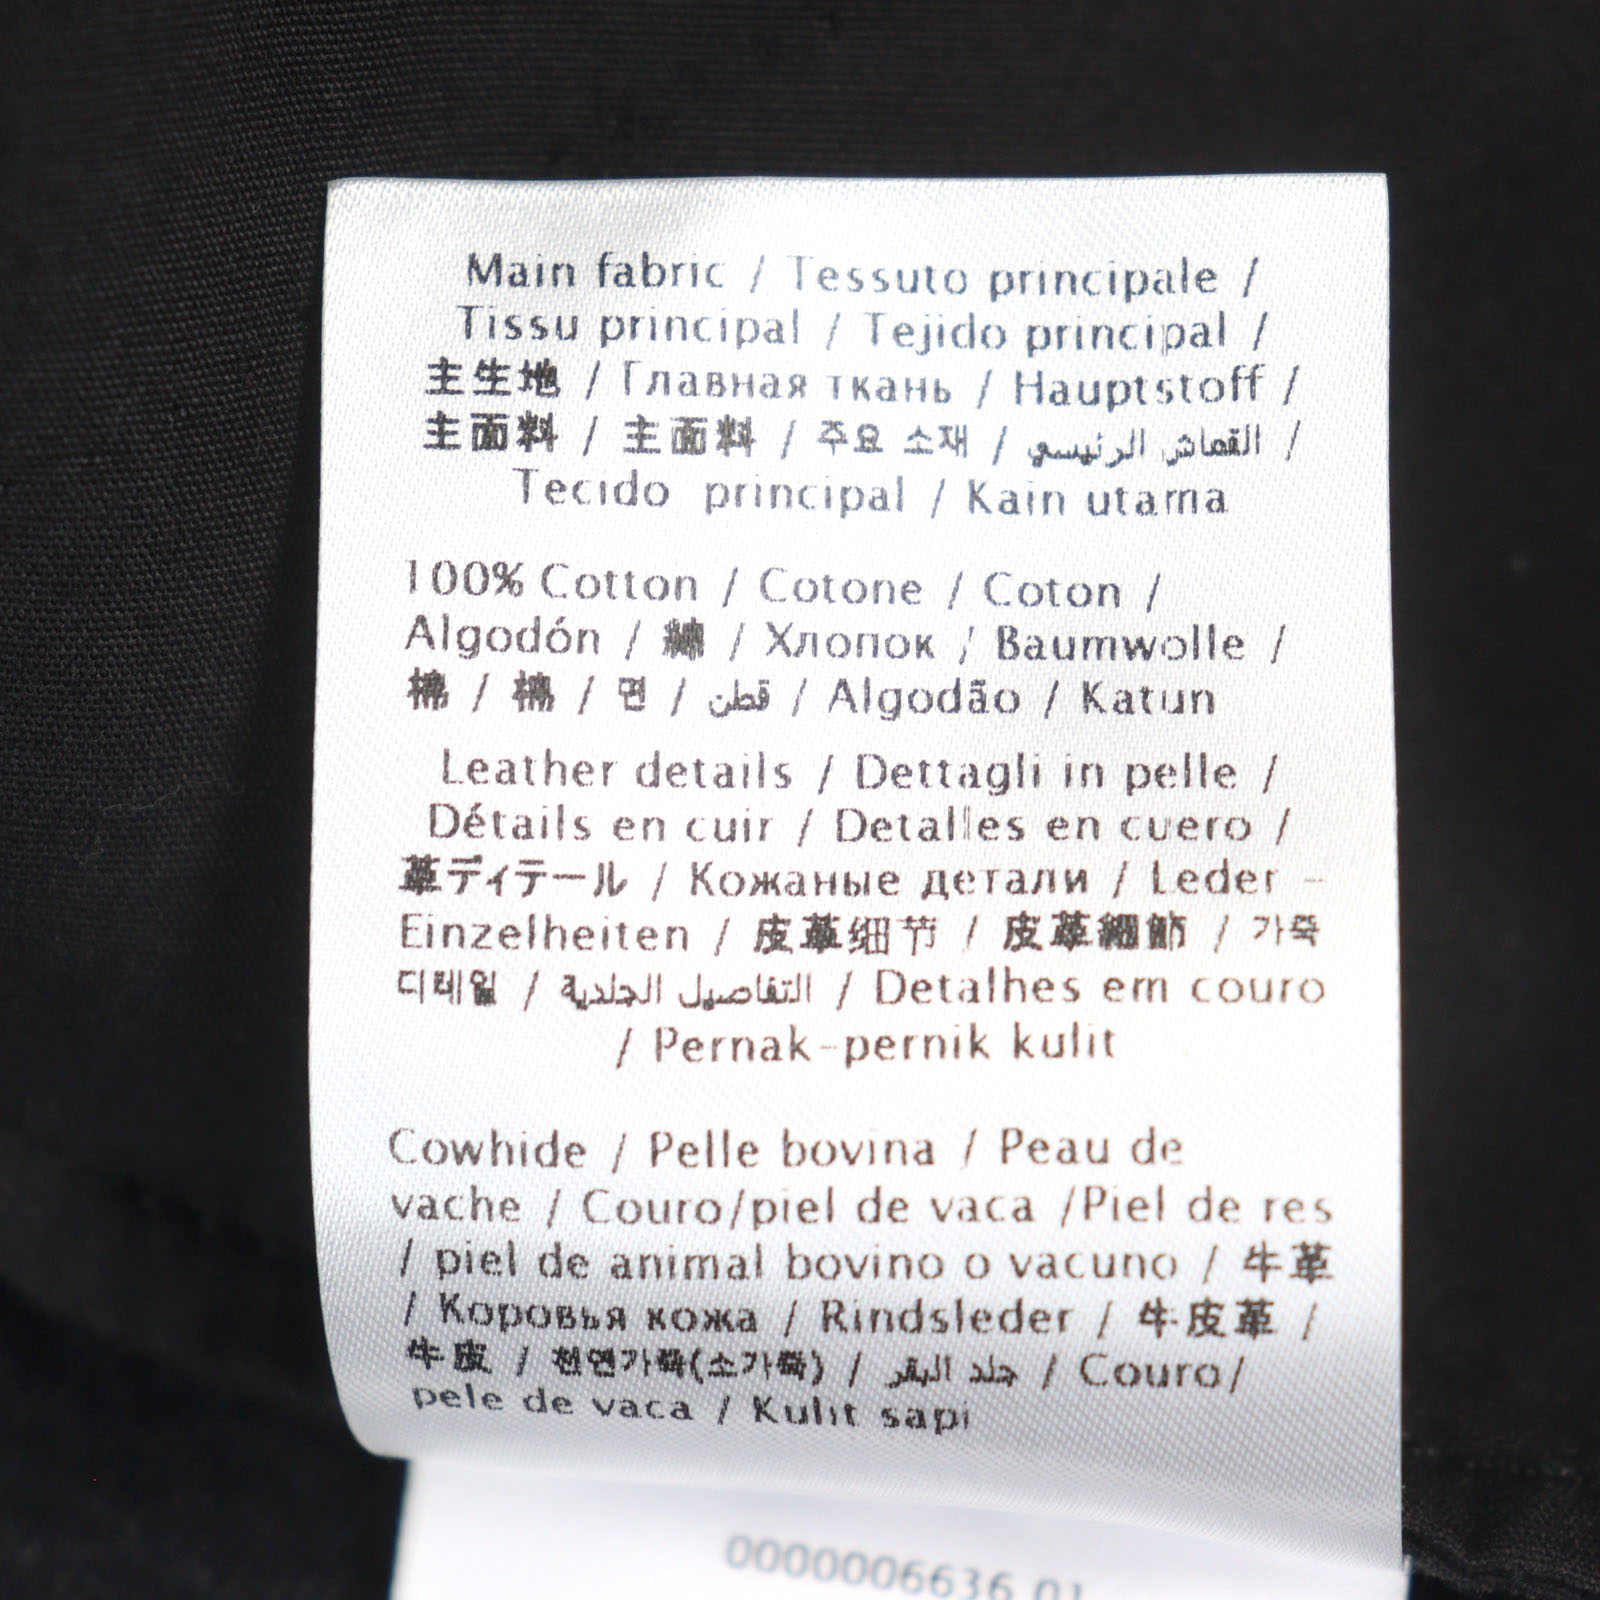 Main fabric / Tessuto principale /
Tissu principal / Tejido principal /
主生地 / Главная ткань / Hauptstoff /
主面料 / 主面料 / 주요 소재 / القماش الرئيسي /
Tecido principal / Kain utama
100% Cotton / Cotone / Coton /
Algodón / 綿 / Хлопок / Baumwolle /
棉 / 棉 / 면 / قطن / Algodão / Katun
Leather details / Dettagli in pelle /
Détails en cuir / Detalles en cuero /
革ディテール / Кожаные детали / Leder -
Einzelheiten / 皮革细节 / 皮革細節 / 가죽
디테일 / التفاصيل الجلدية / Detalhes em couro
/ Pernak-pernik kulit
Cowhide / Pelle bovina / Peau de
vache / Couro/piel de vaca /Piel de res
/ piel de animal bovino o vacuno / 牛革
/ Коровья кожа / Rindsleder / 牛皮革 /
牛皮 / 천연가죽(소가죽) / جلد البقر / Couro/
pele de vaca / Kulit sapi
0000006636 01